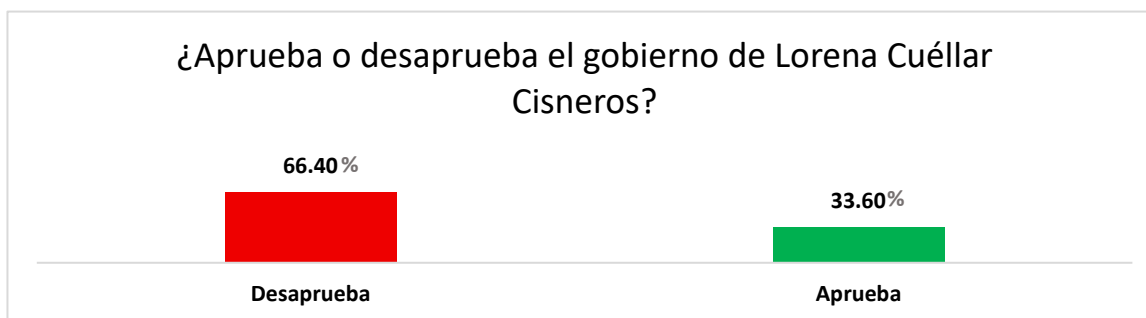 ¿Aprueba o desaprueba el gobierno de Lorena Cuéllar
Cisneros?
66.40%
33.60%
Desaprueba
Aprueba